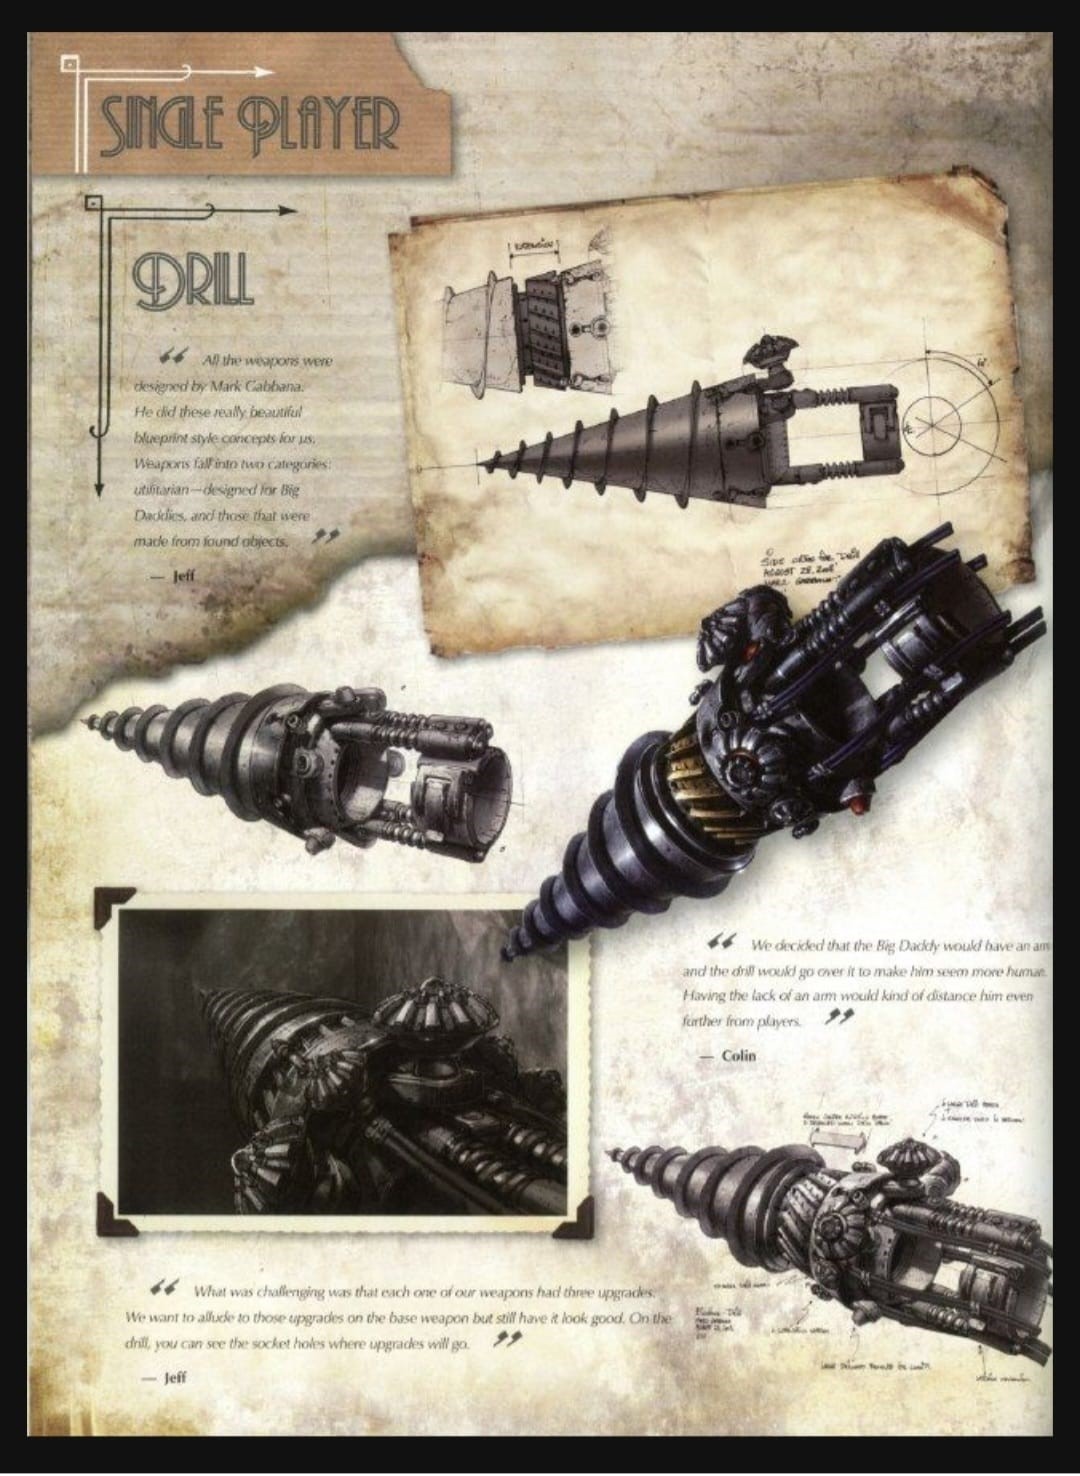 SINGLE PLAYER
DRILL
“ All the weapons were
designed by Mark Gabbana.
He did these really beautiful
blueprint style concepts for us.
Weapons fall into two categories:
utilitarian—designed for Big
Daddies, and those that were
made from found objects. ”
— Jeff
EXTENSION
“ We decided that the Big Daddy would have an arm
and the drill would go over it to make him seem more human.
Having the lack of an arm would kind of distance him even
further from players. ”
— Colin
“ What was challenging was that each one of our weapons had three upgrades.
We want to allude to those upgrades on the base weapon but still have it look good. On the
drill, you can see the socket holes where upgrades will go. ”
— Jeff